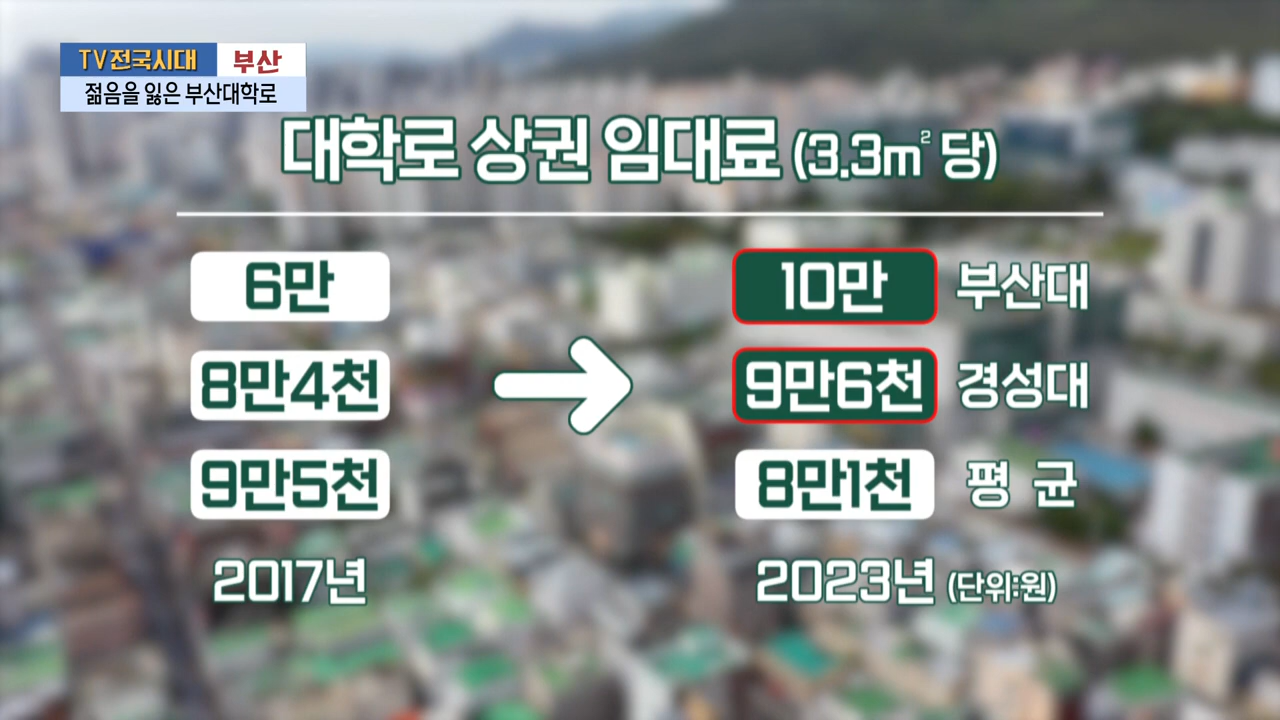 TV전국시대 부산
젊음을 잃은 부산대학로
대학로 상권 임대료 (3.3㎡ 당)
6만 10만 부산대
8만4천 9만6천 경성대
9만5천 8만1천 평 균
2017년 2023년 (단위:원)